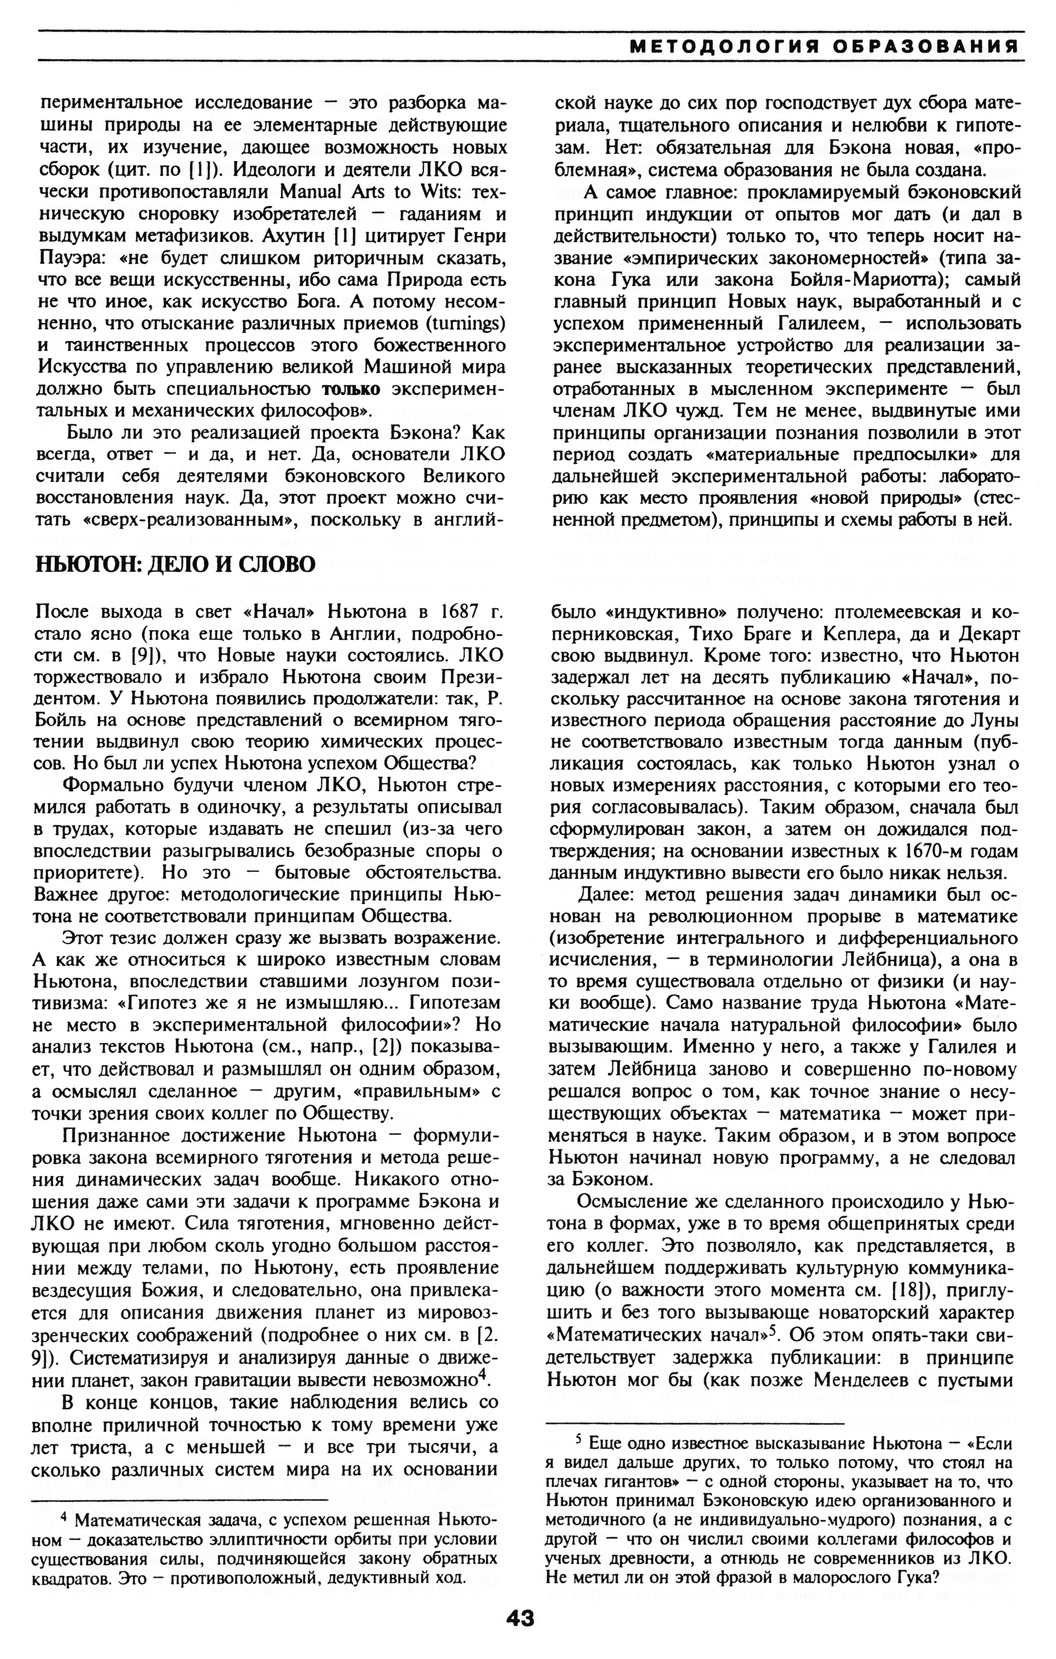 МЕТОДОЛОГИЯ ОБРАЗОВАНИЯ
периментальное исследование — это разборка ма-
шины природы на ее элементарные действующие
части, их изучение, дающее возможность новых
сборок (цит. по [1]). Идеологи и деятели ЛКО вся-
чески противопоставляли Manual Arts to Wits: тех-
ническую сноровку изобретателей — гаданиям и
выдумкам метафизиков. Ахутин [1] цитирует Генри
Пауэра: «не будет слишком риторичным сказать,
что все вещи искусственны, ибо сама Природа есть
не что иное, как искусство Бога. А потому несом-
ненно, что отыскание различных приемов (turnings)
и таинственных процессов этого божественного
Искусства по управлению великой Машиной мира
должно быть специальностью только эксперимен-
тальных и механических философов».
Было ли это реализацией проекта Бэкона? Как
всегда, ответ — и да, и нет. Да, основатели ЛКО
считали себя деятелями бэконовского Великого
восстановления наук. Да, этот проект можно счи-
тать «сверх-реализованным», поскольку в англий-
ской науке до сих пор господствует дух сбора мате-
риала, тщательного описания и нелюбви к гипоте-
зам. Нет: обязательная для Бэкона новая, «про-
блемная», система образования не была создана.
А самое главное: прокламируемый бэконовский
принцип индукции от опытов мог дать (и дал в
действительности) только то, что теперь носит на-
звание «эмпирических закономерностей» (типа за-
кона Гука или закона Бойля-Мариотта); самый
главный принцип Новых наук, выработанный и с
успехом примененный Галилеем, — использовать
экспериментальное устройство для реализации за-
ранее высказанных теоретических представлений,
отработанных в мысленном эксперименте — был
членам ЛКО чужд. Тем не менее, выдвинутые ими
принципы организации познания позволили в этот
период создать «материальные предпосылки» для
дальнейшей экспериментальной работы: лаборато-
рию как место проявления «новой природы» (стес-
ненной предметом), принципы и схемы работы в ней.
НЬЮТОН: ДЕЛО И СЛОВО
После выхода в свет «Начал» Ньютона в 1687 г.
стало ясно (пока еще только в Англии, подробно-
сти см. в [9]), что Новые науки состоялись. ЛКО
торжествовало и избрало Ньютона своим Прези-
дентом. У Ньютона появились продолжатели: так, Р.
Бойль на основе представлений о всемирном тяго-
тении выдвинул свою теорию химических процес-
сов. Но был ли успех Ньютона успехом Общества?
Формально будучи членом ЛКО, Ньютон стре-
мился работать в одиночку, а результаты описывал
в трудах, которые издавать не спешил (из-за чего
впоследствии разыгрывались безобразные споры о
приоритете). Но это — бытовые обстоятельства.
Важнее другое: методологические принципы Нью-
тона не соответствовали принципам Общества.
Этот тезис должен сразу же вызвать возражение.
А как же относиться к широко известным словам
Ньютона, впоследствии ставшими лозунгом пози-
тивизма: «Гипотез же я не измышляю... Гипотезам
не место в экспериментальной философии»? Но
анализ текстов Ньютона (см., напр., [2]) показыва-
ет, что действовал и размышлял он одним образом,
а осмыслял сделанное — другим, «правильным» с
точки зрения своих коллег по Обществу.
Признанное достижение Ньютона — формули-
ровка закона всемирного тяготения и метода реше-
ния динамических задач вообще. Никакого отно-
шения даже сами эти задачи к программе Бэкона и
ЛКО не имеют. Сила тяготения, мгновенно дейст-
вующая при любом сколь угодно большом расстоя-
нии между телами, по Ньютону, есть проявление
вездесущия Божия, и следовательно, она привлека-
ется для описания движения планет из мировоз-
зренческих соображений (подробнее о них см. в [2.
9]). Систематизируя и анализируя данные о движе-
нии планет, закон гравитации вывести невозможно⁴.
В конце концов, такие наблюдения велись со
вполне приличной точностью к тому времени уже
лет триста, а с меньшей — и все три тысячи, а
сколько различных систем мира на их основании
⁴ Математическая задача, с успехом решенная Ньюто-
ном — доказательство эллиптичности орбиты при условии
существования силы, подчиняющейся закону обратных
квадратов. Это — противоположный, дедуктивный ход.
было «индуктивно» получено: птолемеевская и ко-
перниковская, Тихо Браге и Кеплера, да и Декарт
свою выдвинул. Кроме того: известно, что Ньютон
задержал лет на десять публикацию «Начал», по-
скольку рассчитанное на основе закона тяготения и
известного периода обращения расстояние до Луны
не соответствовало известным тогда данным (пуб-
ликация состоялась, как только Ньютон узнал о
новых измерениях расстояния, с которыми его тео-
рия согласовывалась). Таким образом, сначала был
сформулирован закон, а затем он дожидался под-
тверждения; на основании известных к 1670-м годам
данным индуктивно вывести его было никак нельзя.
Далее: метод решения задач динамики был ос-
нован на революционном прорыве в математике
(изобретение интегрального и дифференциального
исчисления, — в терминологии Лейбница), а она в
то время существовала отдельно от физики (и нау-
ки вообще). Само название труда Ньютона «Мате-
матические начала натуральной философии» было
вызывающим. Именно у него, а также у Галилея и
затем Лейбница заново и совершенно по-новому
решался вопрос о том, как точное знание о несу-
ществующих объектах — математика — может при-
меняться в науке. Таким образом, и в этом вопросе
Ньютон начинал новую программу, а не следовал
за Бэконом.
Осмысление же сделанного происходило у Нью-
тона в формах, уже в то время общепринятых среди
его коллег. Это позволяло, как представляется, в
дальнейшем поддерживать культурную коммуника-
цию (о важности этого момента см. [18]), приглу-
шить и без того вызывающе новаторский характер
«Математических начал»⁵. Об этом опять-таки сви-
детельствует задержка публикации: в принципе
Ньютон мог бы (как позже Менделеев с пустыми
⁵ Еще одно известное высказывание Ньютона — «Если
я видел дальше других, то только потому, что стоял на
плечах гигантов» — с одной стороны, указывает на то, что
Ньютон принимал Бэконовскую идею организованного и
методичного (а не индивидуально-мудрого) познания, а с
другой — что он числил своими коллегами философов и
ученых древности, а отнюдь не современников из ЛКО.
Не метил ли он этой фразой в малорослого Гука?
43